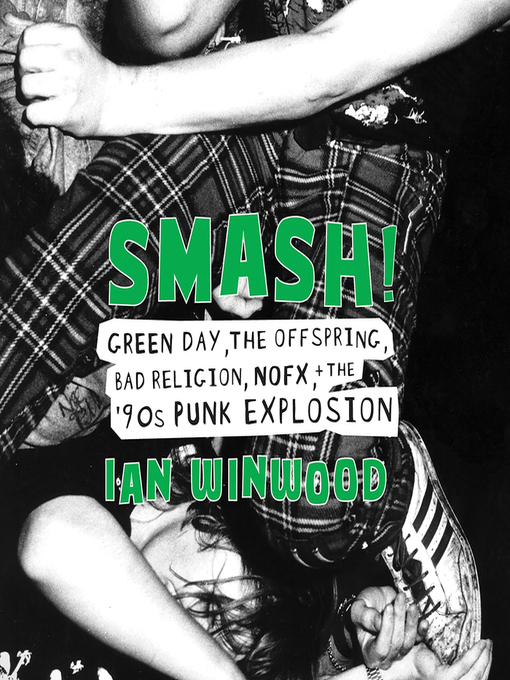 SMASH!
GREEN DAY, THE OFFSPRING,
BAD RELIGION, NOFX, + THE
'90s PUNK EXPLOSION
IAN WINWOOD